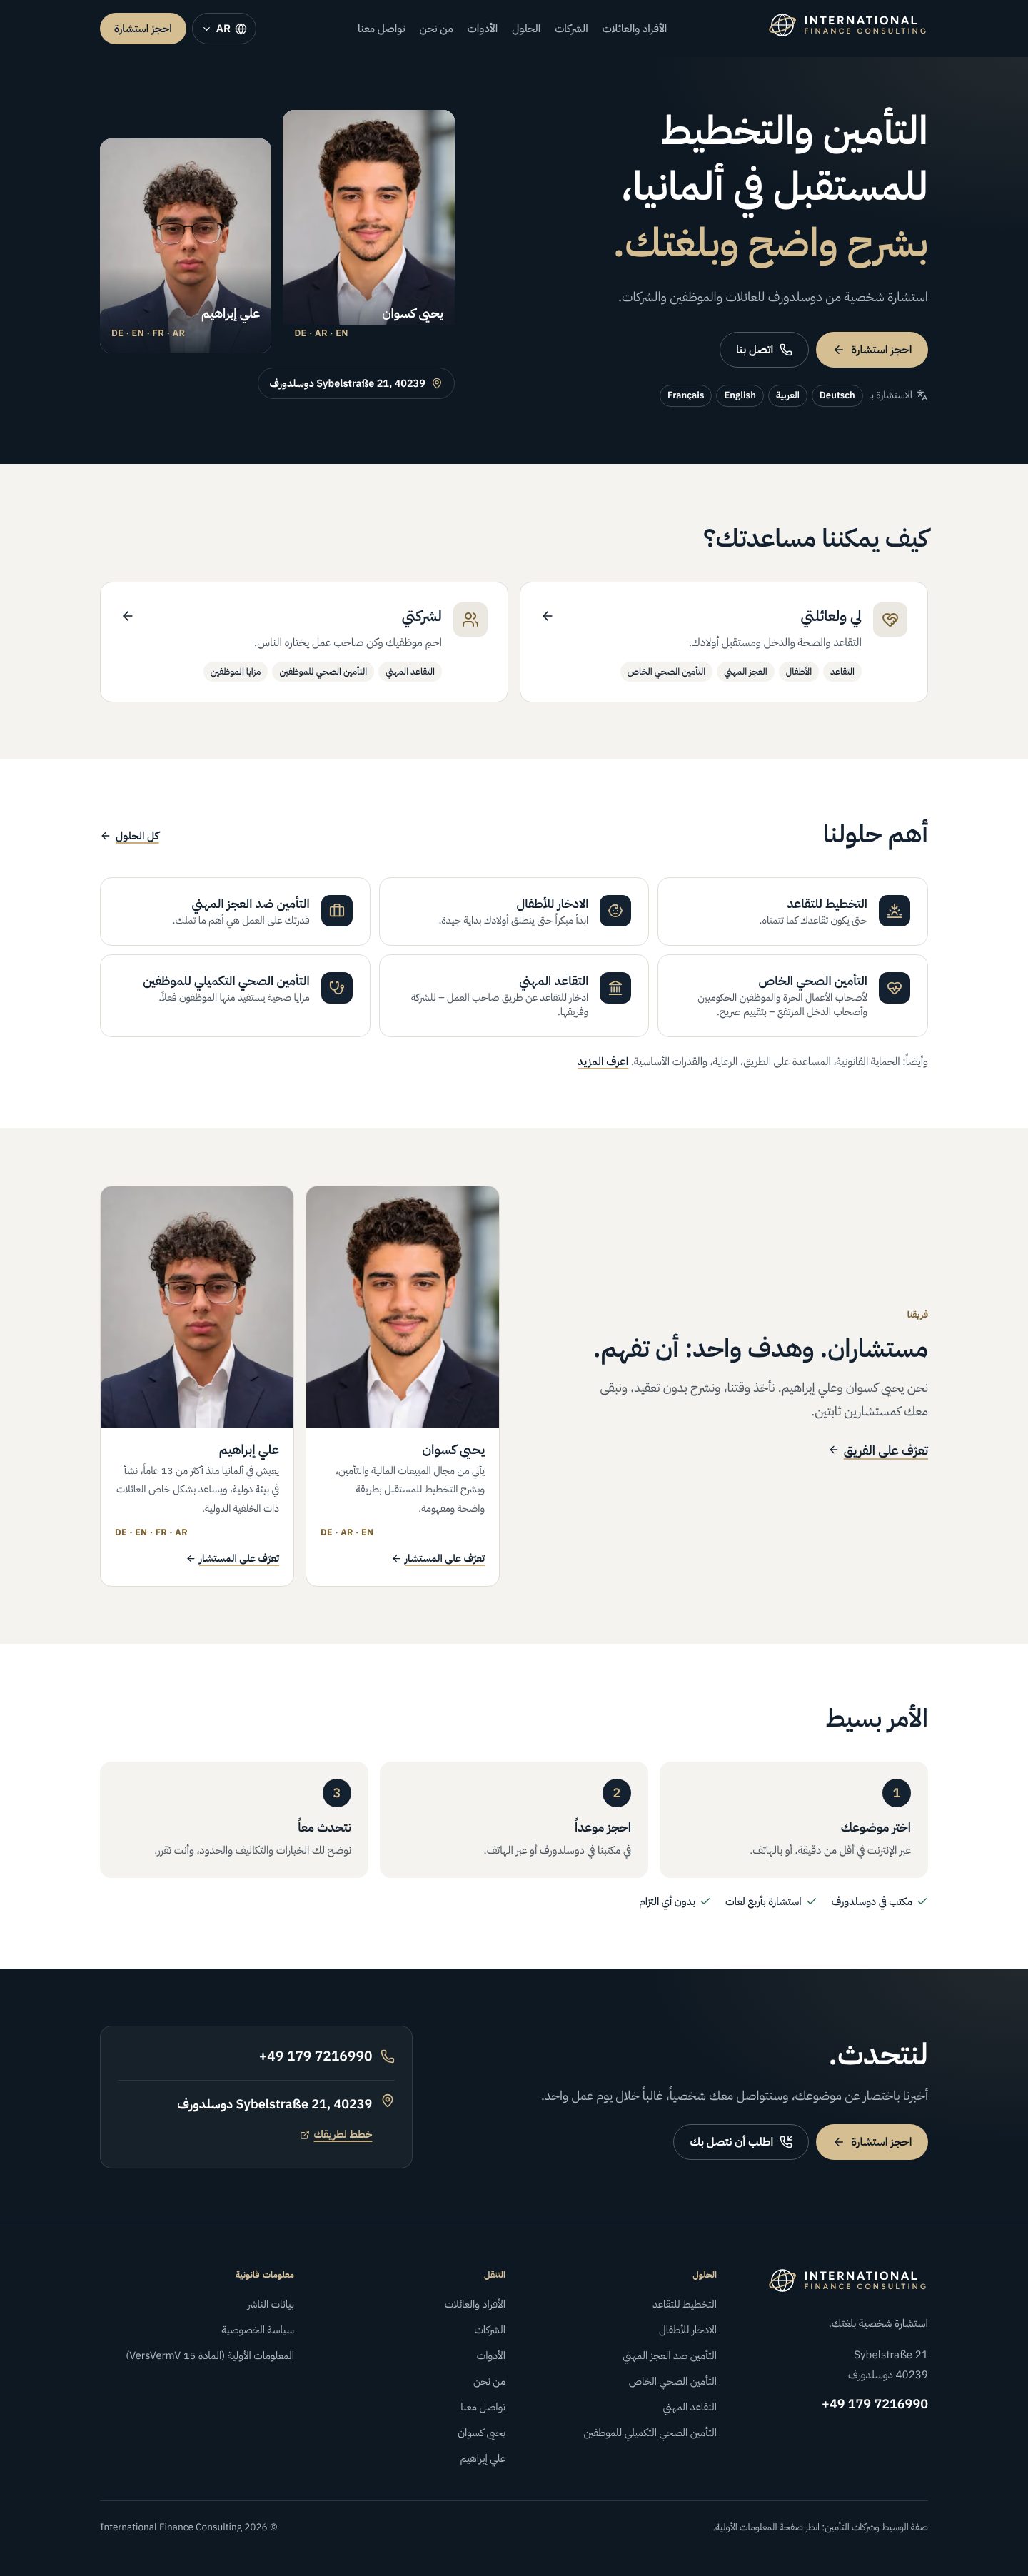 INTERNATIONAL
FINANCE CONSULTING
الأفراد والعائلات
الشركات
الحلول
الأدوات
من نحن
تواصل معنا
AR
احجز استشارة
التأمين والتخطيط
للمستقبل في ألمانيا،
بشرح واضح وبلغتك.
استشارة شخصية من دوسلدورف للعائلات والموظفين والشركات.
احجز استشارة
اتصل بنا
الاستشارة بـ
Deutsch
العربية
English
Français
يحيى كسوان
DE · AR · EN
علي إبراهيم
DE · EN · FR · AR
Sybelstraße 21, 40239 دوسلدورف
كيف يمكننا مساعدتك؟
لي ولعائلتي
التقاعد والصحة والدخل ومستقبل أولادك.
التقاعد
الأطفال
العجز المهني
التأمين الصحي الخاص
لشركتي
احمِ موظفيك وكن صاحب عمل يختاره الناس.
التقاعد المهني
التأمين الصحي للموظفين
مزايا الموظفين
أهم حلولنا
كل الحلول
التخطيط للتقاعد
حتى يكون تقاعدك كما تتمناه.
الادخار للأطفال
ابدأ مبكراً حتى ينطلق أولادك بداية جيدة.
التأمين ضد العجز المهني
قدرتك على العمل هي أهم ما تملك.
التأمين الصحي الخاص
لأصحاب الأعمال الحرة والموظفين الحكوميين
وأصحاب الدخل المرتفع – بتقييم صريح.
التقاعد المهني
ادخار للتقاعد عن طريق صاحب العمل – للشركة
وفريقها.
التأمين الصحي التكميلي للموظفين
مزايا صحية يستفيد منها الموظفون فعلاً.
وأيضاً: الحماية القانونية، المساعدة على الطريق، الرعاية، والقدرات الأساسية. اعرف المزيد
فريقنا
مستشاران. وهدف واحد: أن تفهم.
نحن يحيى كسوان وعلي إبراهيم. نأخذ وقتنا، ونشرح بدون تعقيد، ونبقى
معك كمستشارين ثابتين.
تعرّف على الفريق
يحيى كسوان
يأتي من مجال المبيعات المالية والتأمين،
ويشرح التخطيط للمستقبل بطريقة
واضحة ومفهومة.
DE · AR · EN
تعرّف على المستشار
علي إبراهيم
يعيش في ألمانيا منذ أكثر من 13 عاماً، نشأ
في بيئة دولية، ويساعد بشكل خاص العائلات
ذات الخلفية الدولية.
DE · EN · FR · AR
تعرّف على المستشار
الأمر بسيط
1
اختر موضوعك
عبر الإنترنت في أقل من دقيقة، أو بالهاتف.
2
احجز موعداً
في مكتبنا في دوسلدورف أو عبر الهاتف.
3
نتحدث معاً
نوضح لك الخيارات والتكاليف والحدود، وأنت تقرر.
مكتب في دوسلدورف
استشارة بأربع لغات
بدون أي التزام
لنتحدث.
أخبرنا باختصار عن موضوعك، وسنتواصل معك شخصياً، غالباً خلال يوم عمل واحد.
احجز استشارة
اطلب أن نتصل بك
+49 179 7216990
Sybelstraße 21, 40239 دوسلدورف
خطط لطريقك
INTERNATIONAL
FINANCE CONSULTING
استشارة شخصية بلغتك.
Sybelstraße 21
40239 دوسلدورف
+49 179 7216990
الحلول
التخطيط للتقاعد
الادخار للأطفال
التأمين ضد العجز المهني
التأمين الصحي الخاص
التقاعد المهني
التأمين الصحي التكميلي للموظفين
التنقل
الأفراد والعائلات
الشركات
الأدوات
من نحن
تواصل معنا
يحيى كسوان
علي إبراهيم
معلومات قانونية
بيانات الناشر
سياسة الخصوصية
المعلومات الأولية (المادة 15 VersVermV)
صفة الوسيط وشركات التأمين: انظر صفحة المعلومات الأولية.
© 2026 International Finance Consulting